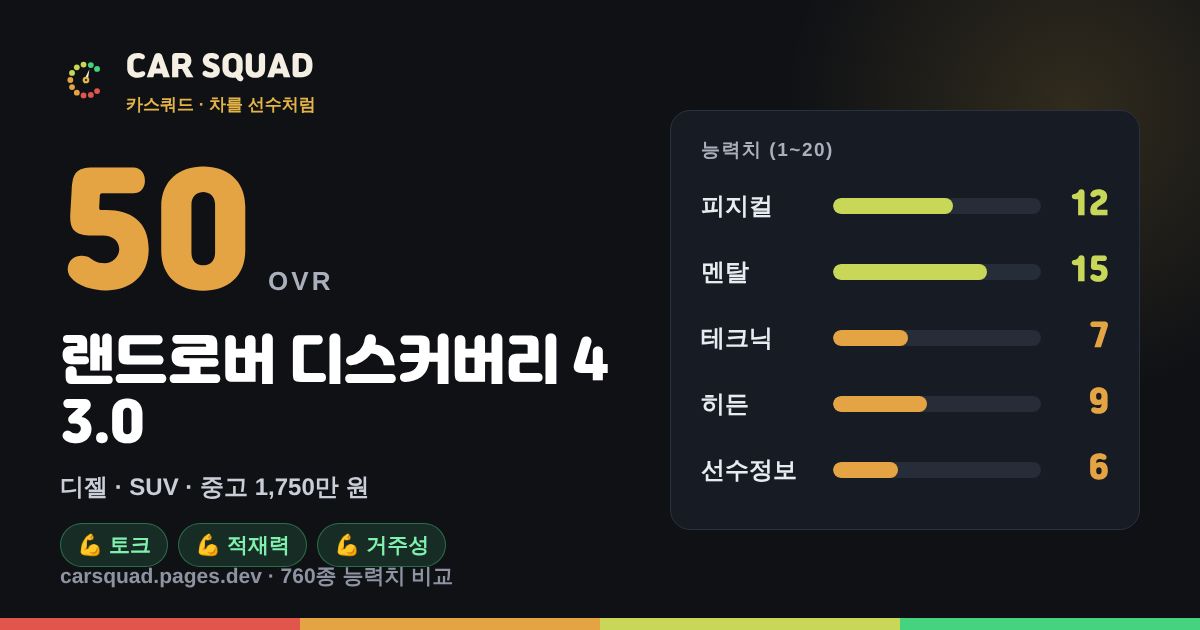 CAR SQUAD
카스쿼드 · 차를 선수처럼
50 OVR
랜드로버 디스커버리 4
3.0
디젤 · SUV · 중고 1,750만 원
💪 토크 💪 적재력 💪 거주성
carsquad.pages.dev · 760종 능력치 비교
능력치 (1~20)
피지컬 12
멘탈 15
테크닉 7
히든 9
선수정보 6